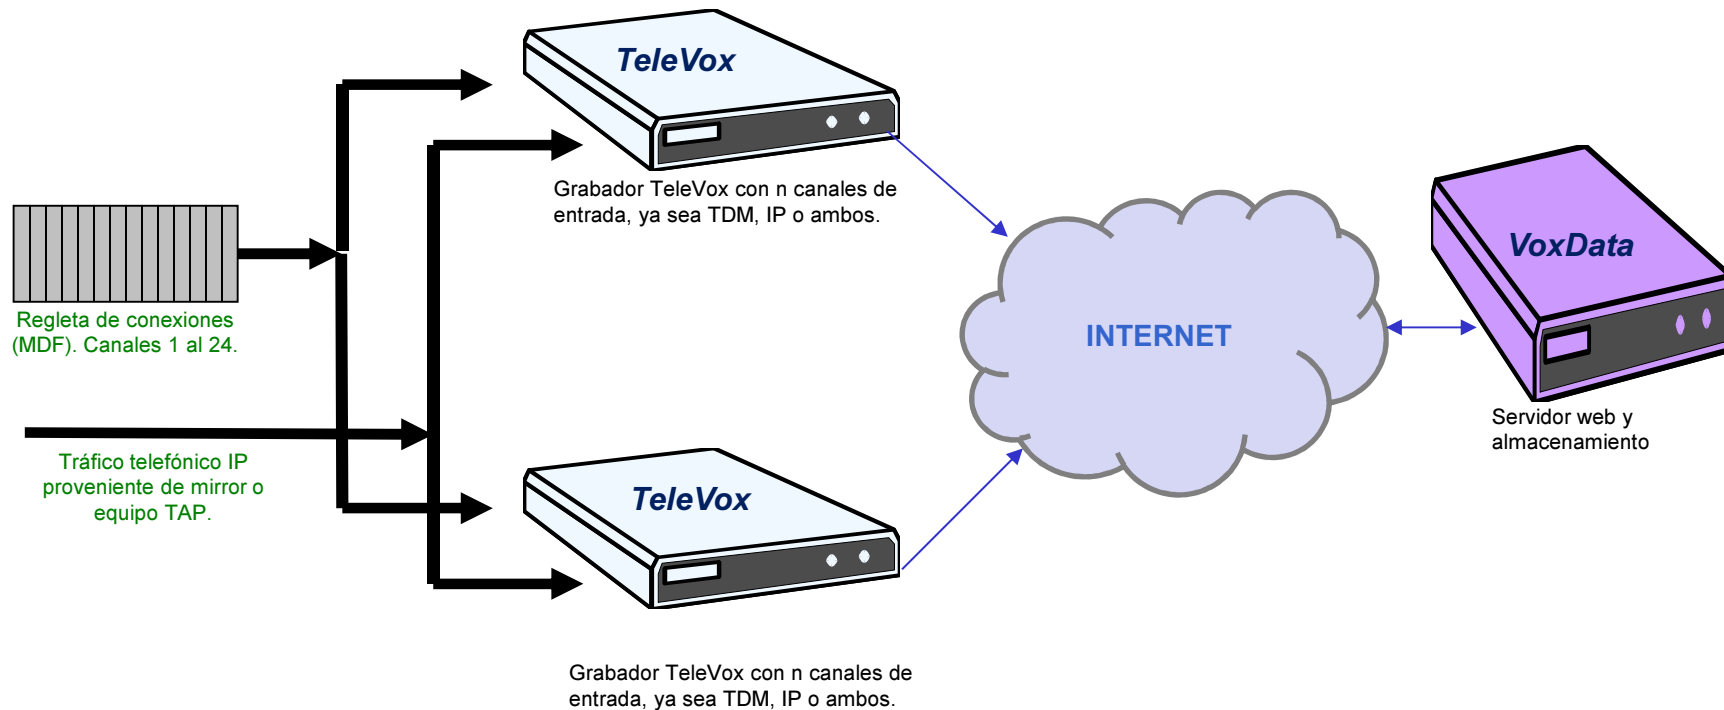 TeleVox
Grabador TeleVox con n canales de
entrada, ya sea TDM, IP o ambos.
Regleta de conexiones
(MDF). Canales 1 al 24.
Tráfico telefónico IP
proveniente de mirror o
equipo TAP.
TeleVox
Grabador TeleVox con n canales de
entrada, ya sea TDM, IP o ambos.
INTERNET
VoxData
Servidor web y
almacenamiento